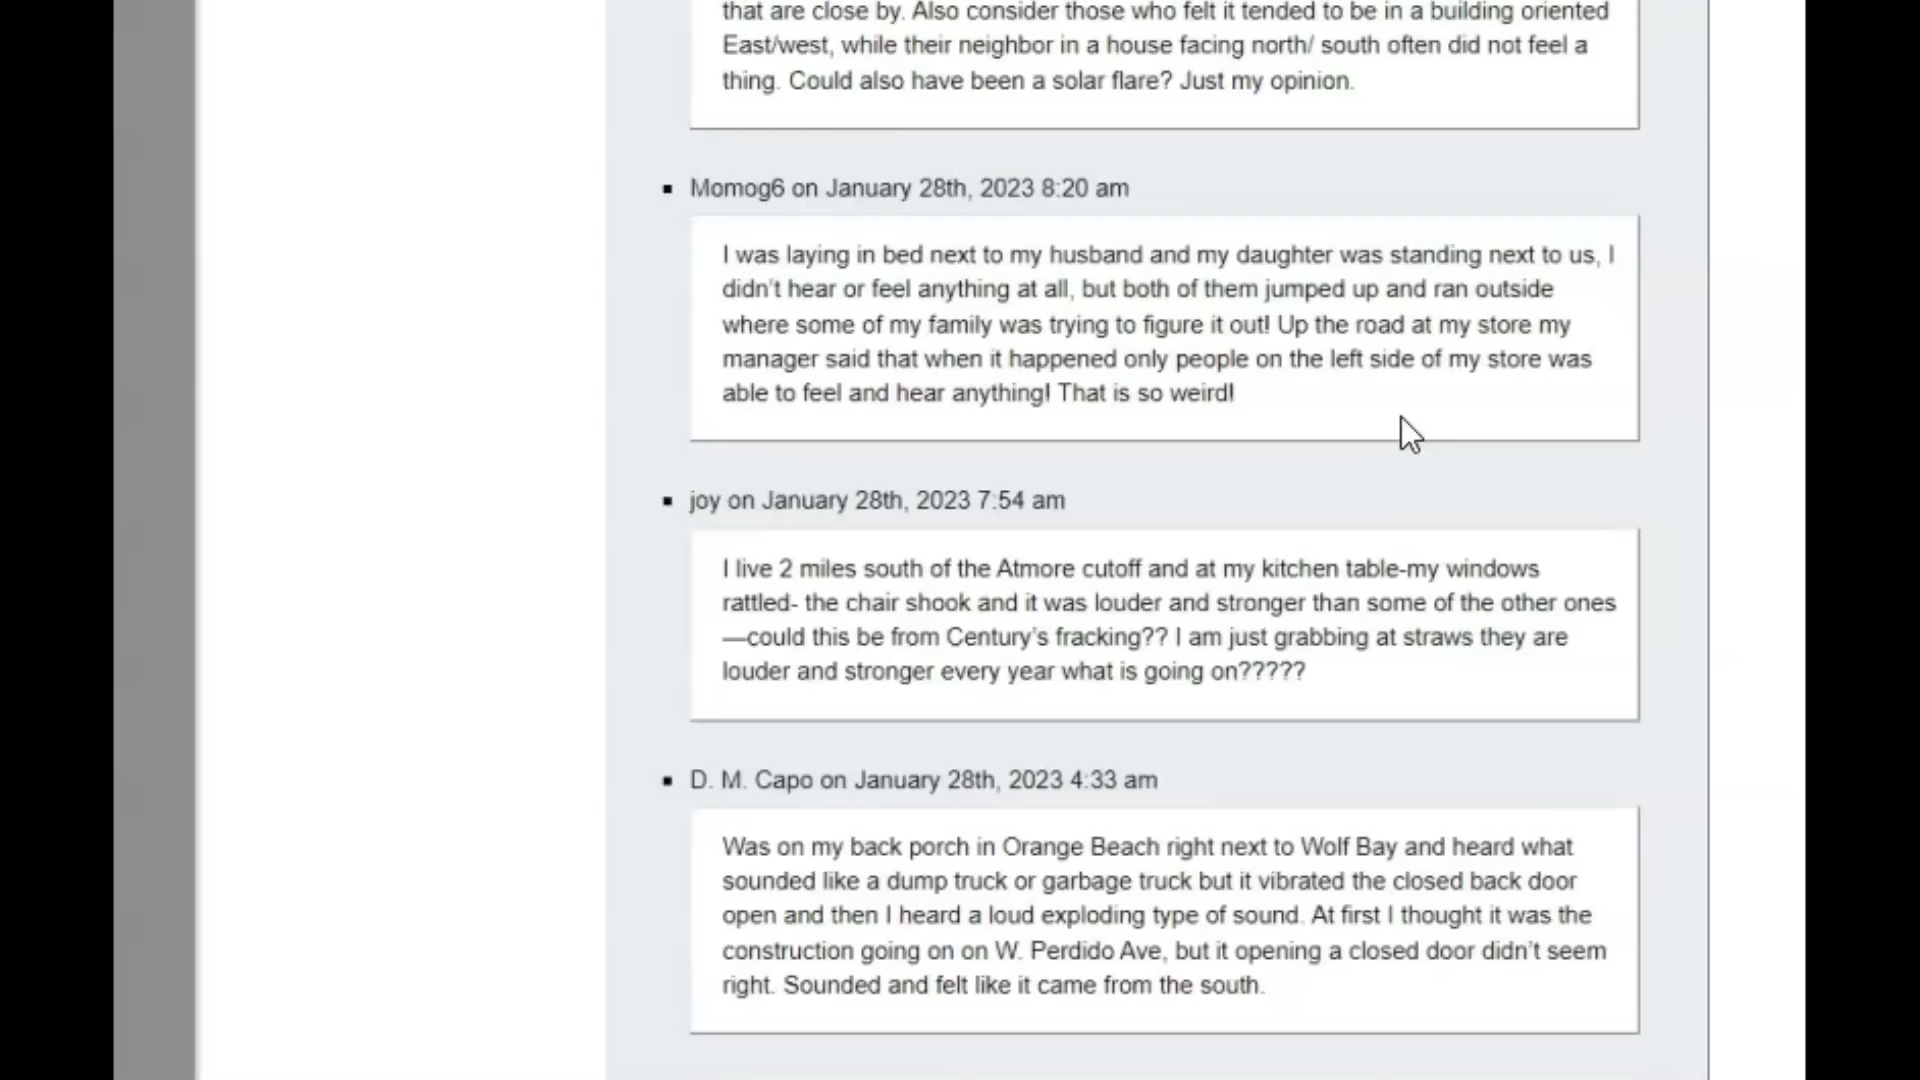 that are close by. Also consider those who felt it tended to be in a building oriented
East/west, while their neighbor in a house facing north/ south often did not feel a
thing. Could also have been a solar flare? Just my opinion.
Momog6 on January 28th, 2023 8:20 am
I was laying in bed next to my husband and my daughter was standing next to us, I
didn’t hear or feel anything at all, but both of them jumped up and ran outside
where some of my family was trying to figure it out! Up the road at my store my
manager said that when it happened only people on the left side of my store was
able to feel and hear anything! That is so weird!
joy on January 28th, 2023 7:54 am
I live 2 miles south of the Atmore cutoff and at my kitchen table-my windows
rattled- the chair shook and it was louder and stronger than some of the other ones
—could this be from Century’s fracking?? I am just grabbing at straws they are
louder and stronger every year what is going on?????
D. M. Capo on January 28th, 2023 4:33 am
Was on my back porch in Orange Beach right next to Wolf Bay and heard what
sounded like a dump truck or garbage truck but it vibrated the closed back door
open and then I heard a loud exploding type of sound. At first I thought it was the
construction going on on W. Perdido Ave, but it opening a closed door didn’t seem
right. Sounded and felt like it came from the south.